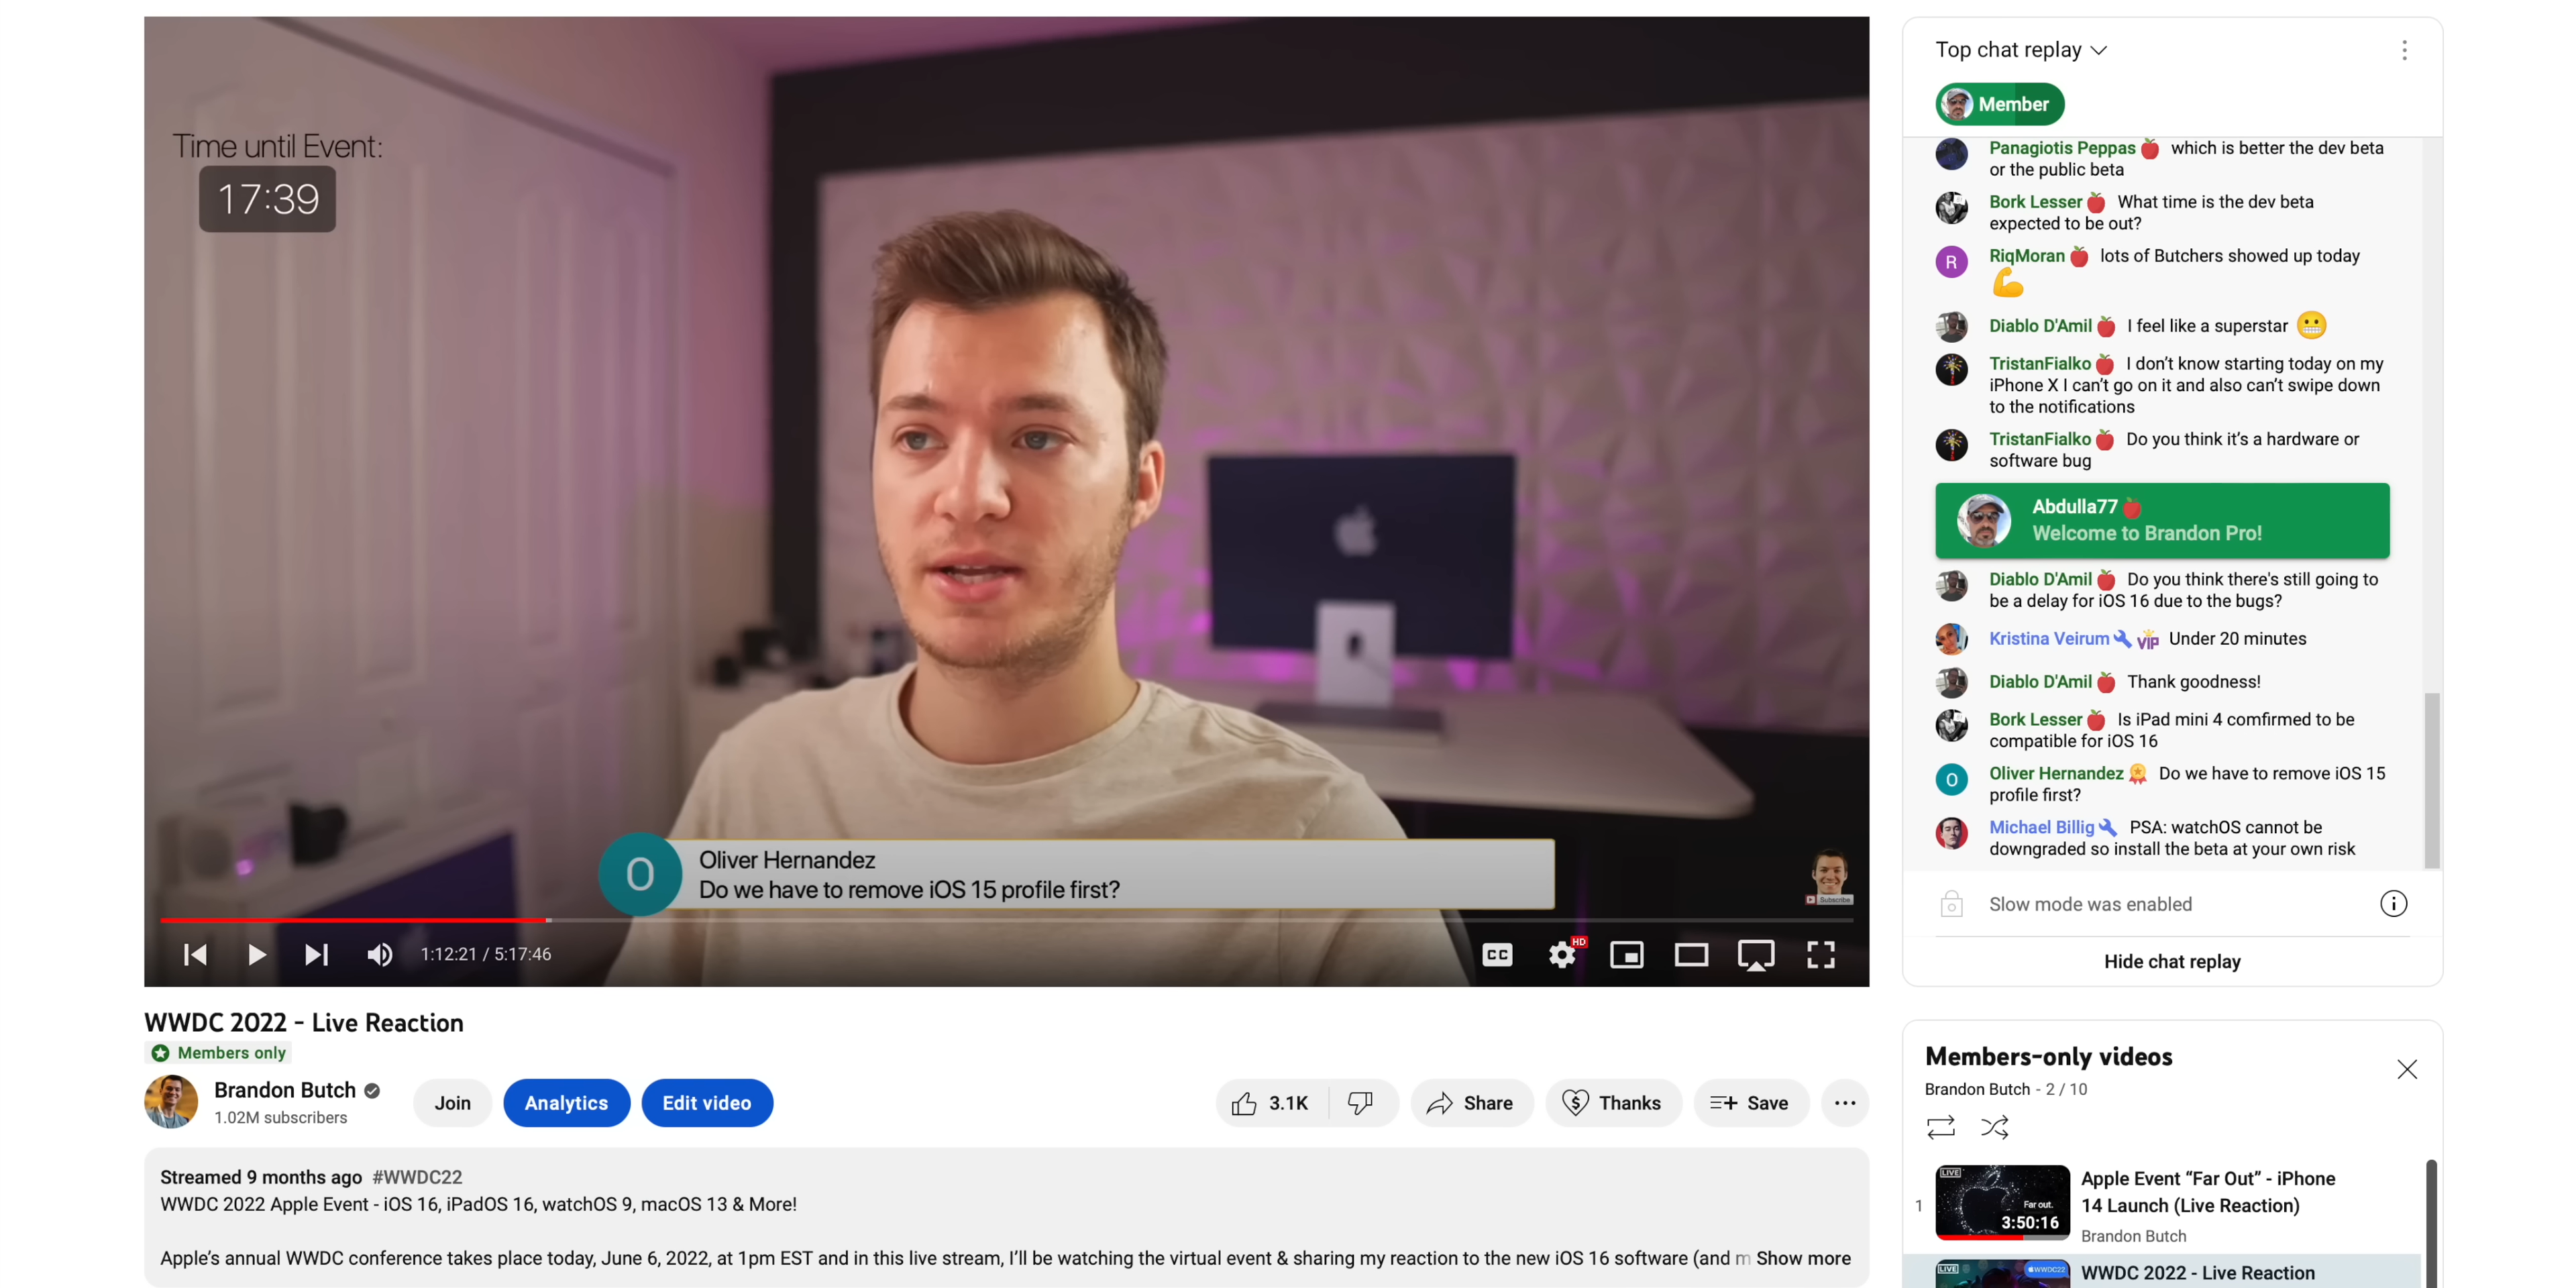 Time until Event:
17:39
Oliver Hernandez
O
Do we have to remove iOS 15 profile first?
Subscribe
1:12:21 / 5:17:46
CC
HD
WWDC 2022 - Live Reaction
Members only
Brandon Butch
1.02M subscribers
Join
Analytics
Edit video
3.1K
Share
Thanks
Save
Streamed 9 months ago #WWDC22
WWDC 2022 Apple Event - iOS 16, iPadOS 16, watchOS 9, macOS 13 & More!
Apple's annual WWDC conference takes place today, June 6, 2022, at 1pm EST and in this live stream, I'll be watching the virtual event & sharing my reaction to the new iOS 16 software (and m Show more
Top chat replay
Member
Panagiotis Peppas which is better the dev beta
or the public beta
Bork Lesser What time is the dev beta
expected to be out?
R
RiqMoran lots of Butchers showed up today
Diablo D'Amil I feel like a superstar
TristanFialko I don't know starting today on my
iPhone X I can't go on it and also can't swipe down
to the notifications
TristanFialko Do you think it's a hardware or
software bug
Abdulla77
Welcome to Brandon Pro!
Diablo D'Amil Do you think there's still going to
be a delay for iOS 16 due to the bugs?
Kristina Veirum VIP Under 20 minutes
Diablo D'Amil Thank goodness!
Bork Lesser Is iPad mini 4 comfirmed to be
compatible for iOS 16
O
Oliver Hernandez Do we have to remove iOS 15
profile first?
Michael Billig PSA: watchOS cannot be
downgraded so install the beta at your own risk
Slow mode was enabled
Hide chat replay
Members-only videos
Brandon Butch - 2 / 10
1
LIVE
Far out.
3:50:16
Apple Event "Far Out" - iPhone
14 Launch (Live Reaction)
Brandon Butch
LIVE
WWDC22
WWDC 2022 - Live Reaction